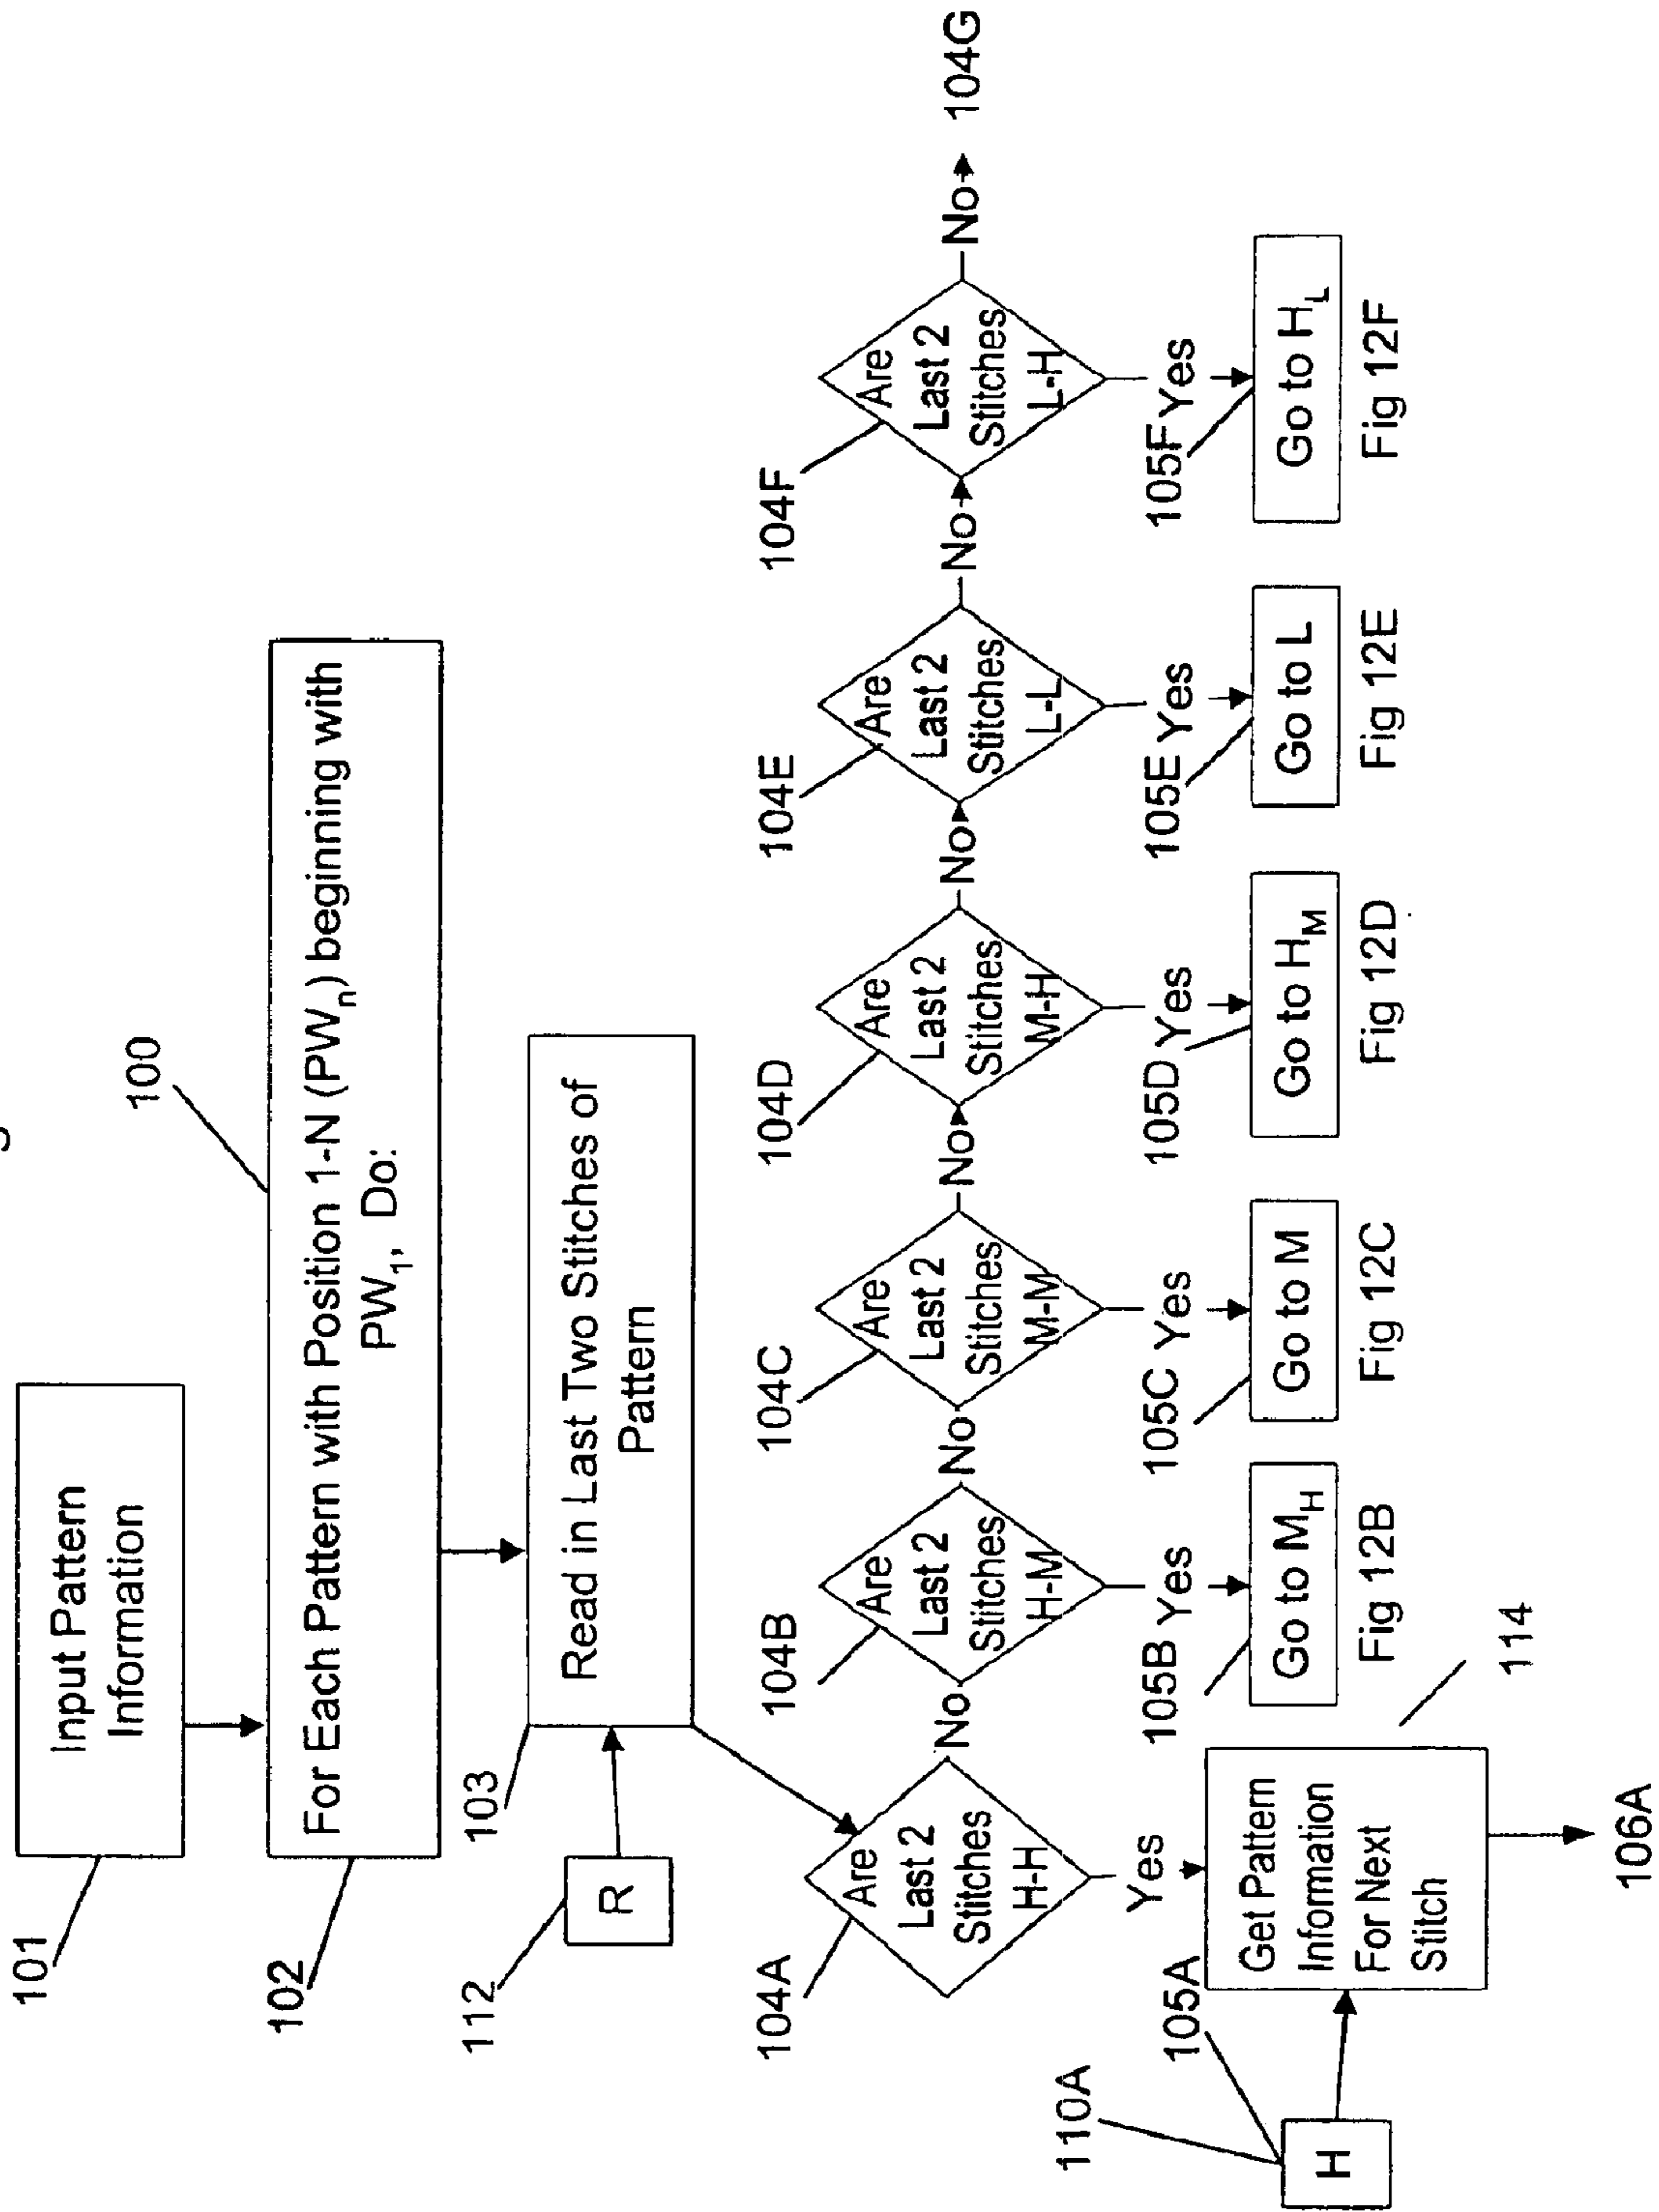 101
Input Pattern
Information
100
102
For Each Pattern with Position 1-N (PWn) beginning with
PW1, Do:
103
Read in Last Two Stitches of
Pattern
112
R
104A
Are
Last 2
Stitches
H-H
No
104B
Are
Last 2
Stitches
H-M
No
104C
Are
Last 2
Stitches
M-M
No
104D
Are
Last 2
Stitches
M-H
No
104E
Are
Last 2
Stitches
L-L
No
104F
Are
Last 2
Stitches
L-H
No
104G
Yes
110A
105A
H
Get Pattern
Information
For Next
Stitch
114
106A
105B Yes
Go to MH
Fig 12B
105C Yes
Go to M
Fig 12C
105D Yes
Go to HM
Fig 12D
105E Yes
Go to L
Fig 12E
105F Yes
Go to HL
Fig 12F